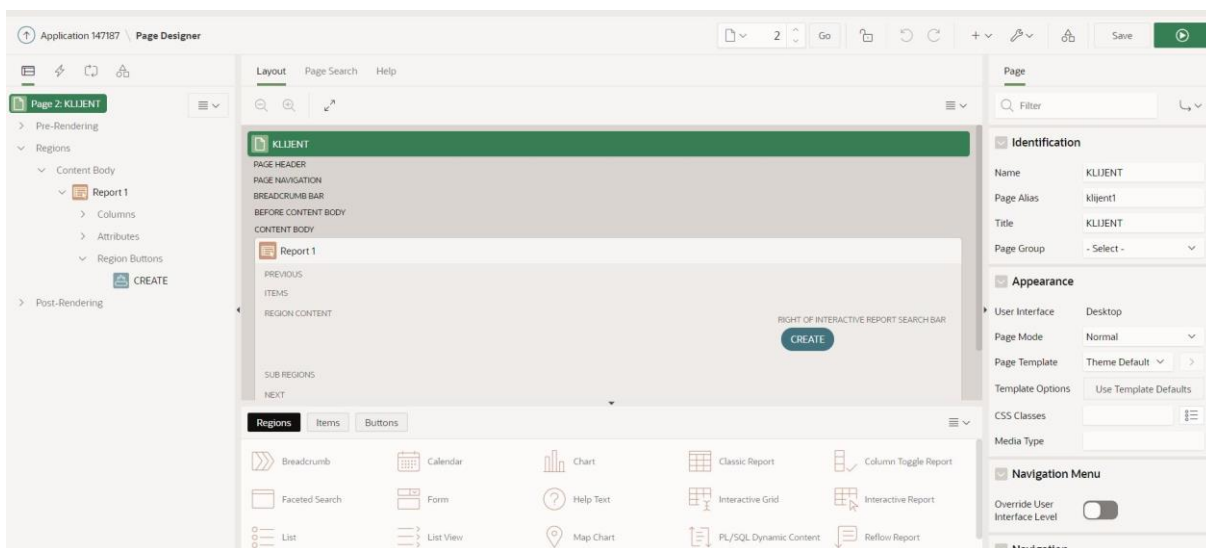 Application 147187 \ Page Designer
2
Go
Save
Page 2: KLIJENT
Pre-Rendering
Regions
Content Body
Report 1
Columns
Attributes
Region Buttons
CREATE
Post-Rendering
Layout Page Search Help
KLIJENT
PAGE HEADER
PAGE NAVIGATION
BREADCRUMB BAR
BEFORE CONTENT BODY
CONTENT BODY
Report 1
PREVIOUS
ITEMS
REGION CONTENT
RIGHT OF INTERACTIVE REPORT SEARCH BAR
CREATE
SUB REGIONS
NEXT
Regions Items Buttons
Breadcrumb Calendar Chart Classic Report Column Toggle Report
Faceted Search Form Help Text Interactive Grid Interactive Report
List List View Map Chart PL/SQL Dynamic Content Reflow Report
Page
Filter
Identification
Name KLIJENT
Page Alias klijent1
Title KLIJENT
Page Group - Select -
Appearance
User Interface Desktop
Page Mode Normal
Page Template Theme Default
Template Options Use Template Defaults
CSS Classes
Media Type
Navigation Menu
Override User
Interface Level
Navigation